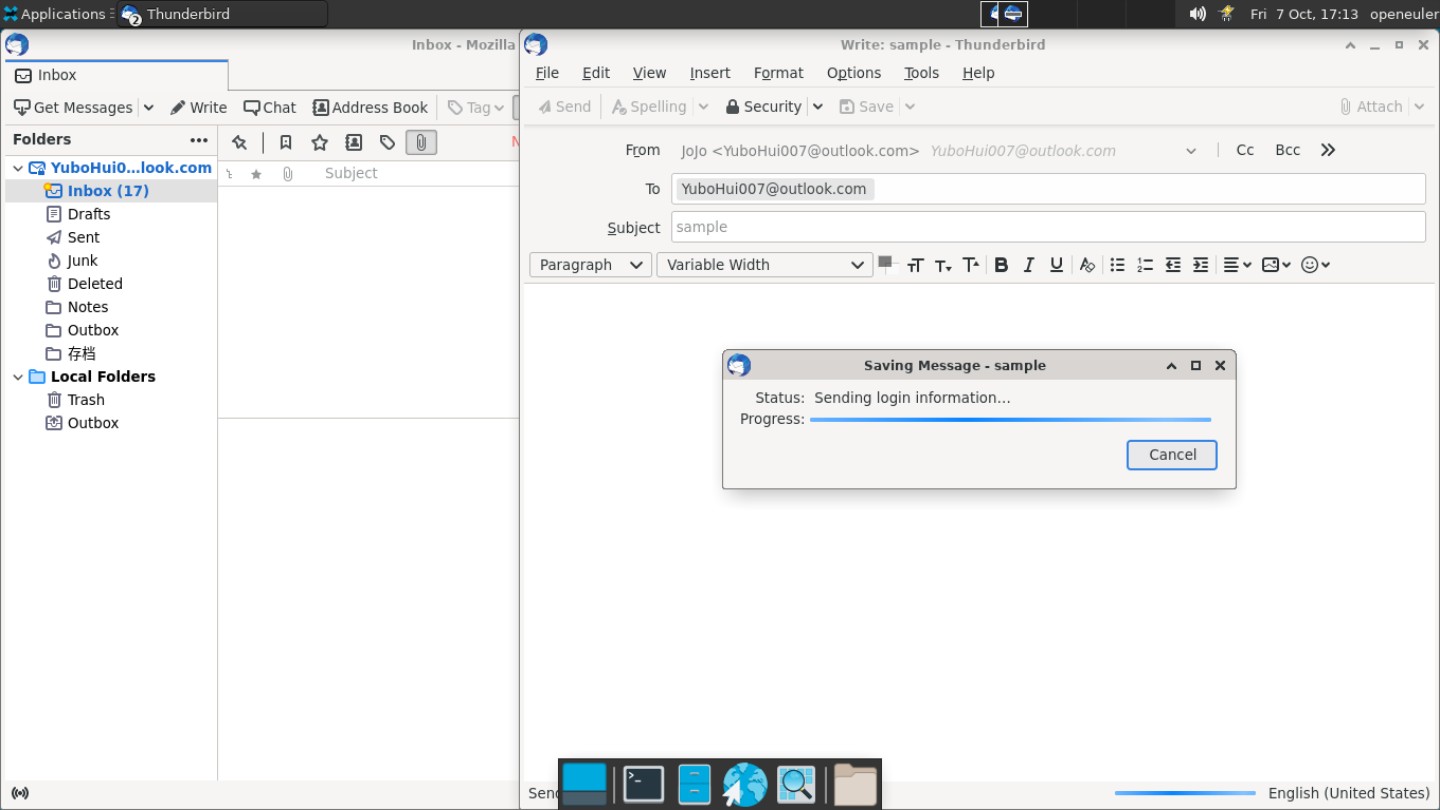 Applications
2 Thunderbird
Fri 7 Oct, 17:13
openeuler
Inbox - Mozilla
Inbox
Get Messages
Write
Chat
Address Book
Tag
Folders
YuboHui0...look.com
Inbox (17)
Drafts
Sent
Junk
Deleted
Notes
Outbox
存档
Local Folders
Trash
Outbox
Subject
Write: sample - Thunderbird
File Edit View Insert Format Options Tools Help
Send Spelling Security Save Attach
From JoJo <YuboHui007@outlook.com> YuboHui007@outlook.com Cc Bcc
To YuboHui007@outlook.com
Subject sample
Paragraph Variable Width
Saving Message - sample
Status: Sending login information...
Progress:
Cancel
English (United States)